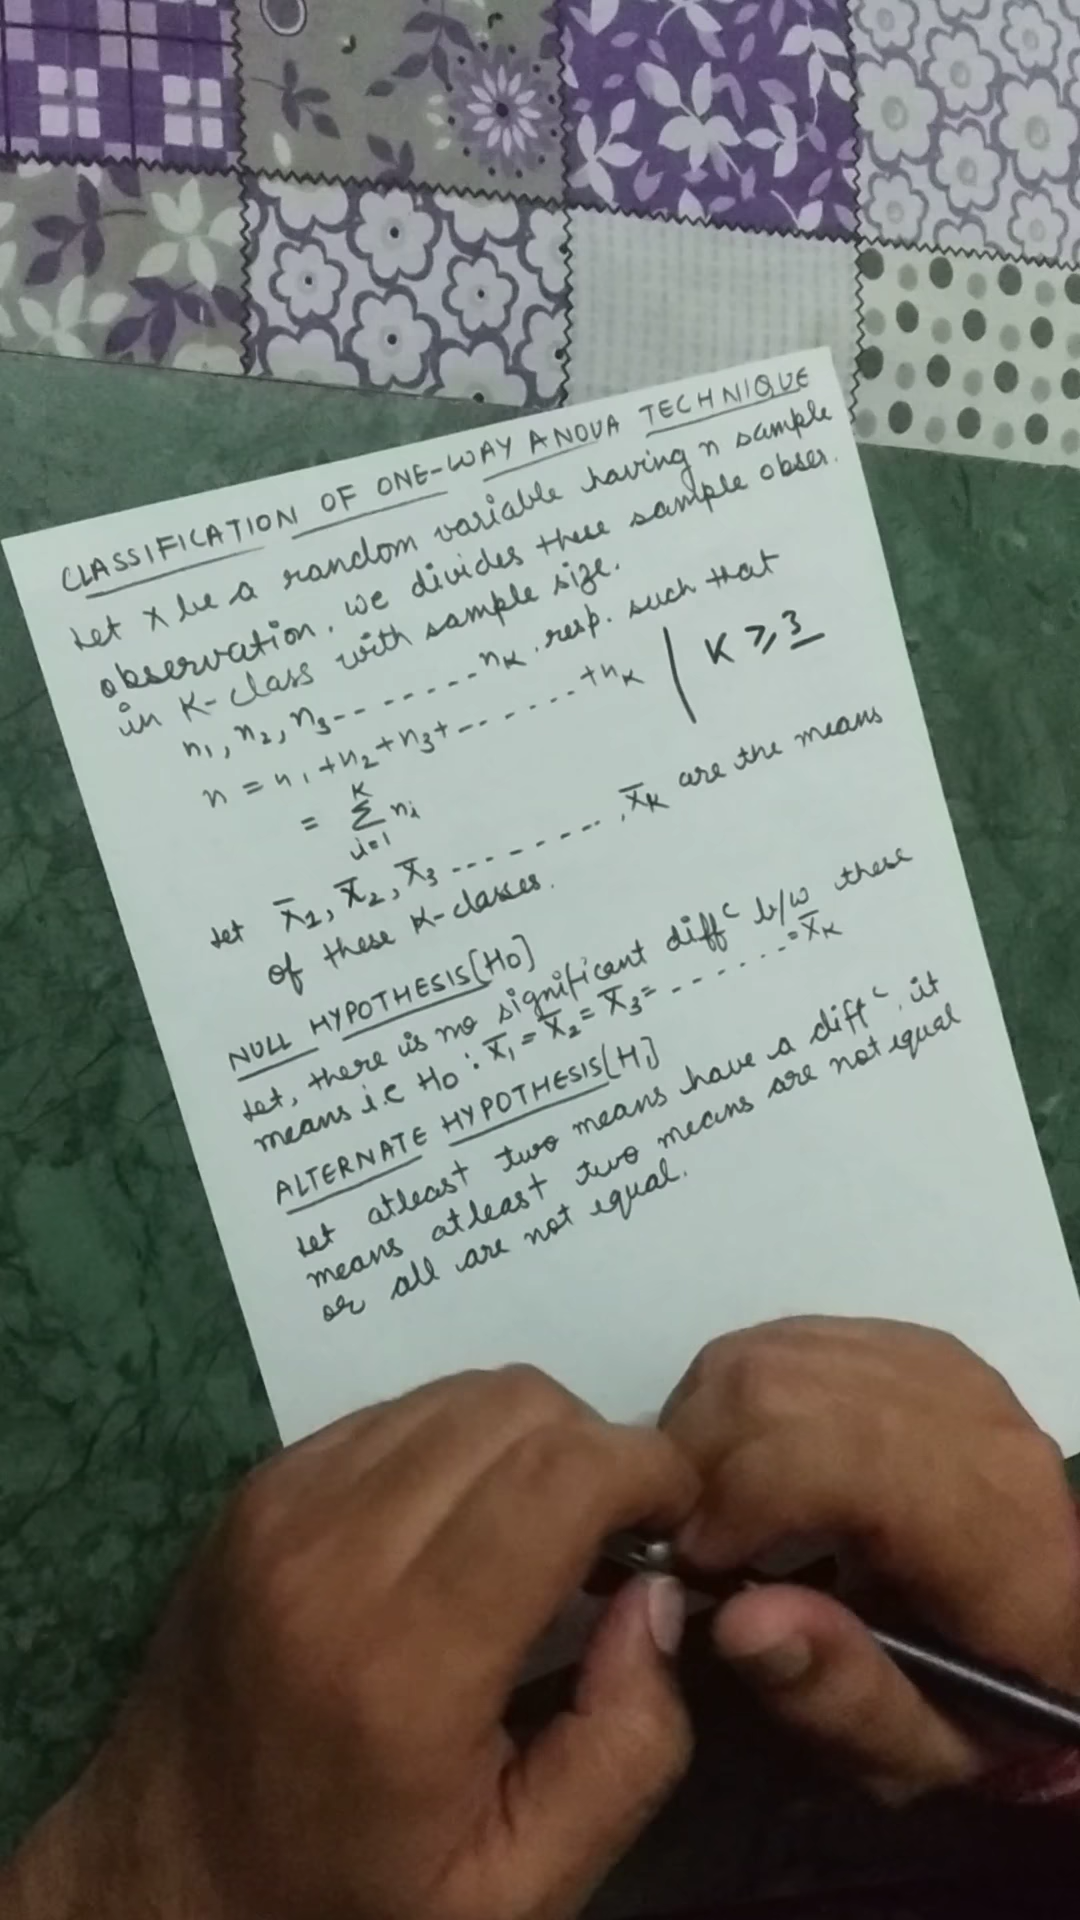 CLASSIFICATION OF ONE-WAY ANOVA TECHNIQUE
Let X be a random variable having n sample
observation. we divides these sample obser.
in K-class with sample size.
n₁, n₂, n₃-------nₖ. resp. such that
n = n₁+n₂+n₃+-------+nₖ | K ⩾ 3
= Σᵢ₌₁ᴷ nᵢ
Let X̄₁, X̄₂, X̄₃--------, X̄ₖ are the means
of these K-classes.
NULL HYPOTHESIS[H₀]
Let, there is no significant diffᶜ b/w these
means i.e H₀ : X̄₁ = X̄₂ = X̄₃ = ------- = X̄ₖ
ALTERNATE HYPOTHESIS[H₁]
Let atleast two means have a diffᶜ, it
means atleast two means are not equal
or all are not equal.